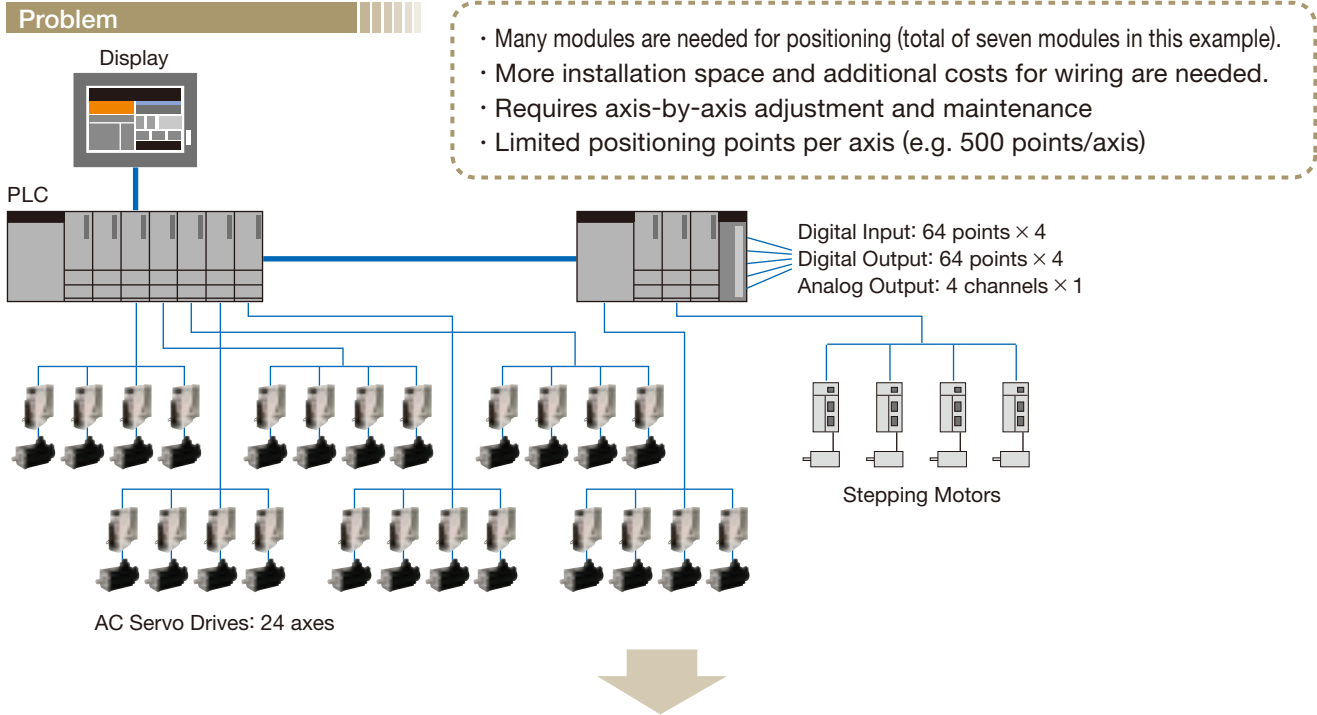 Problem
· Many modules are needed for positioning (total of seven modules in this example).
· More installation space and additional costs for wiring are needed.
· Requires axis-by-axis adjustment and maintenance
· Limited positioning points per axis (e.g. 500 points/axis)
Display
PLC
Digital Input: 64 points × 4
Digital Output: 64 points × 4
Analog Output: 4 channels × 1
Stepping Motors
AC Servo Drives: 24 axes